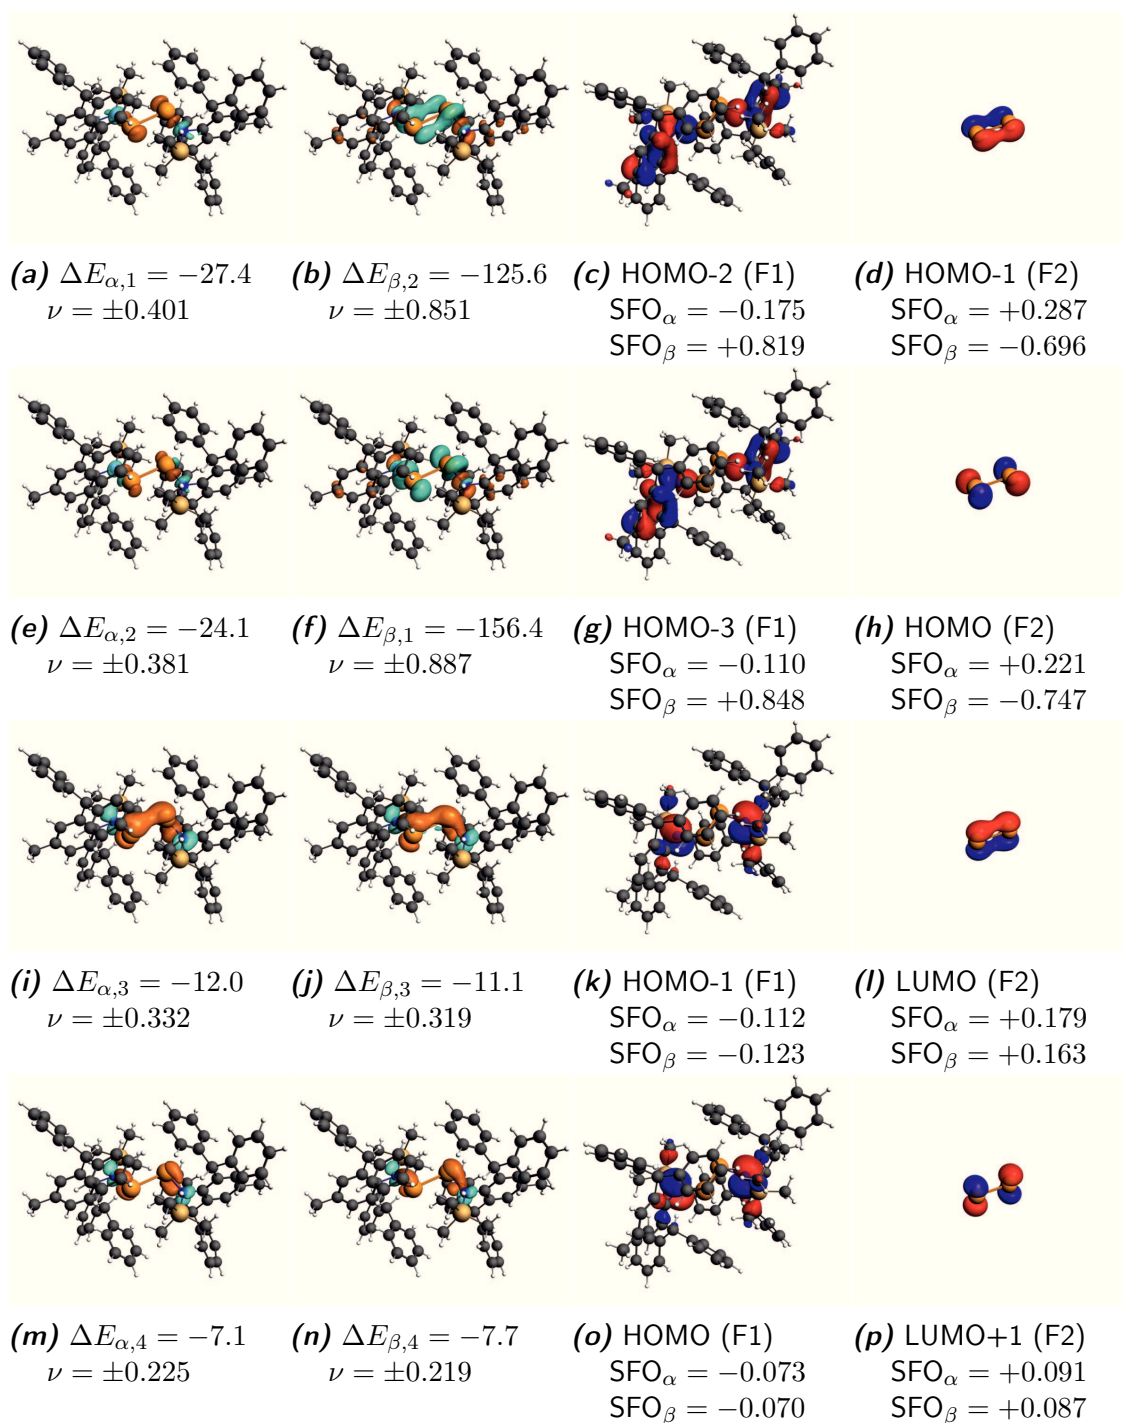 (a) ΔE_{α,1} = −27.4 (b) ΔE_{β,2} = −125.6 (c) HOMO-2 (F1) (d) HOMO-1 (F2)
ν = ±0.401 ν = ±0.851 SFO_α = −0.175 SFO_α = +0.287
SFO_β = +0.819 SFO_β = −0.696
(e) ΔE_{α,2} = −24.1 (f) ΔE_{β,1} = −156.4 (g) HOMO-3 (F1) (h) HOMO (F2)
ν = ±0.381 ν = ±0.887 SFO_α = −0.110 SFO_α = +0.221
SFO_β = +0.848 SFO_β = −0.747
(i) ΔE_{α,3} = −12.0 (j) ΔE_{β,3} = −11.1 (k) HOMO-1 (F1) (l) LUMO (F2)
ν = ±0.332 ν = ±0.319 SFO_α = −0.112 SFO_α = +0.179
SFO_β = −0.123 SFO_β = +0.163
(m) ΔE_{α,4} = −7.1 (n) ΔE_{β,4} = −7.7 (o) HOMO (F1) (p) LUMO+1 (F2)
ν = ±0.225 ν = ±0.219 SFO_α = −0.073 SFO_α = +0.091
SFO_β = −0.070 SFO_β = +0.087